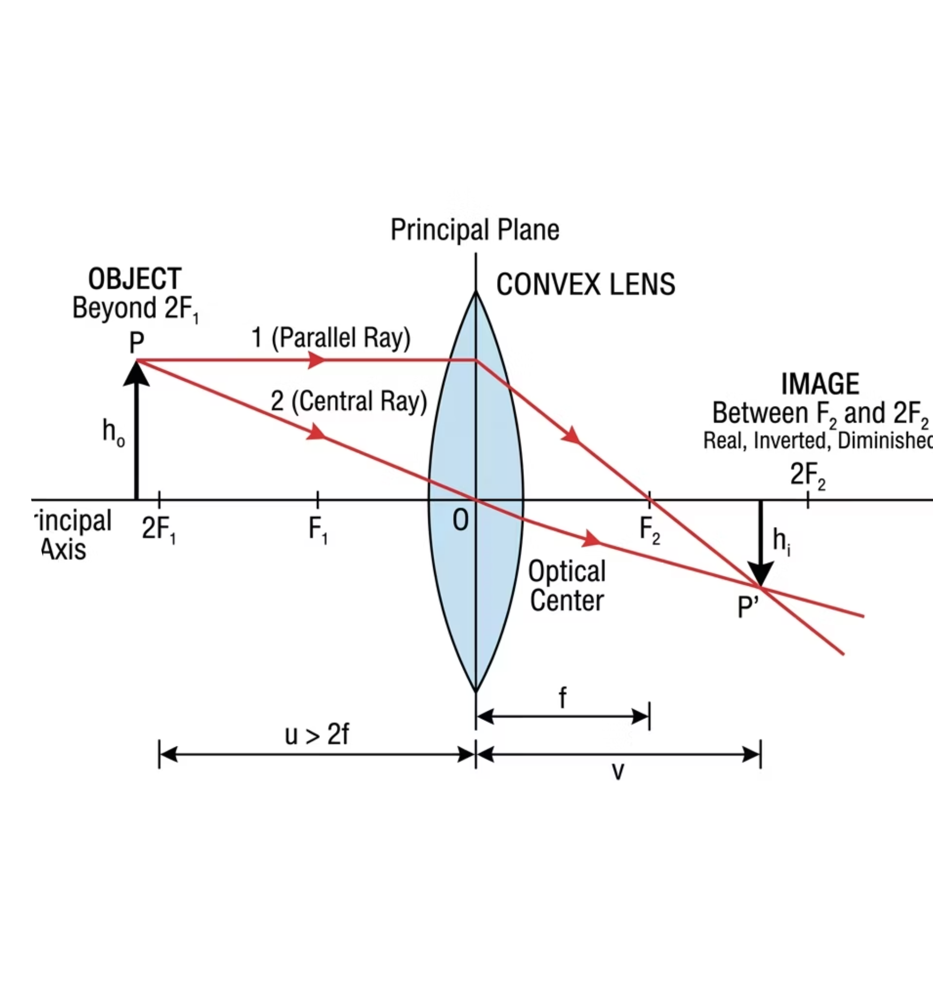 Principal Plane
OBJECT
Beyond 2F₁
P
CONVEX LENS
1 (Parallel Ray)
2 (Central Ray)
hₒ
IMAGE
Between F₂ and 2F₂
Real, Inverted, Diminished
2F₂
rincipal
Axis
2F₁
F₁
O
F₂
hᵢ
Optical
Center
P’
f
u > 2f
v